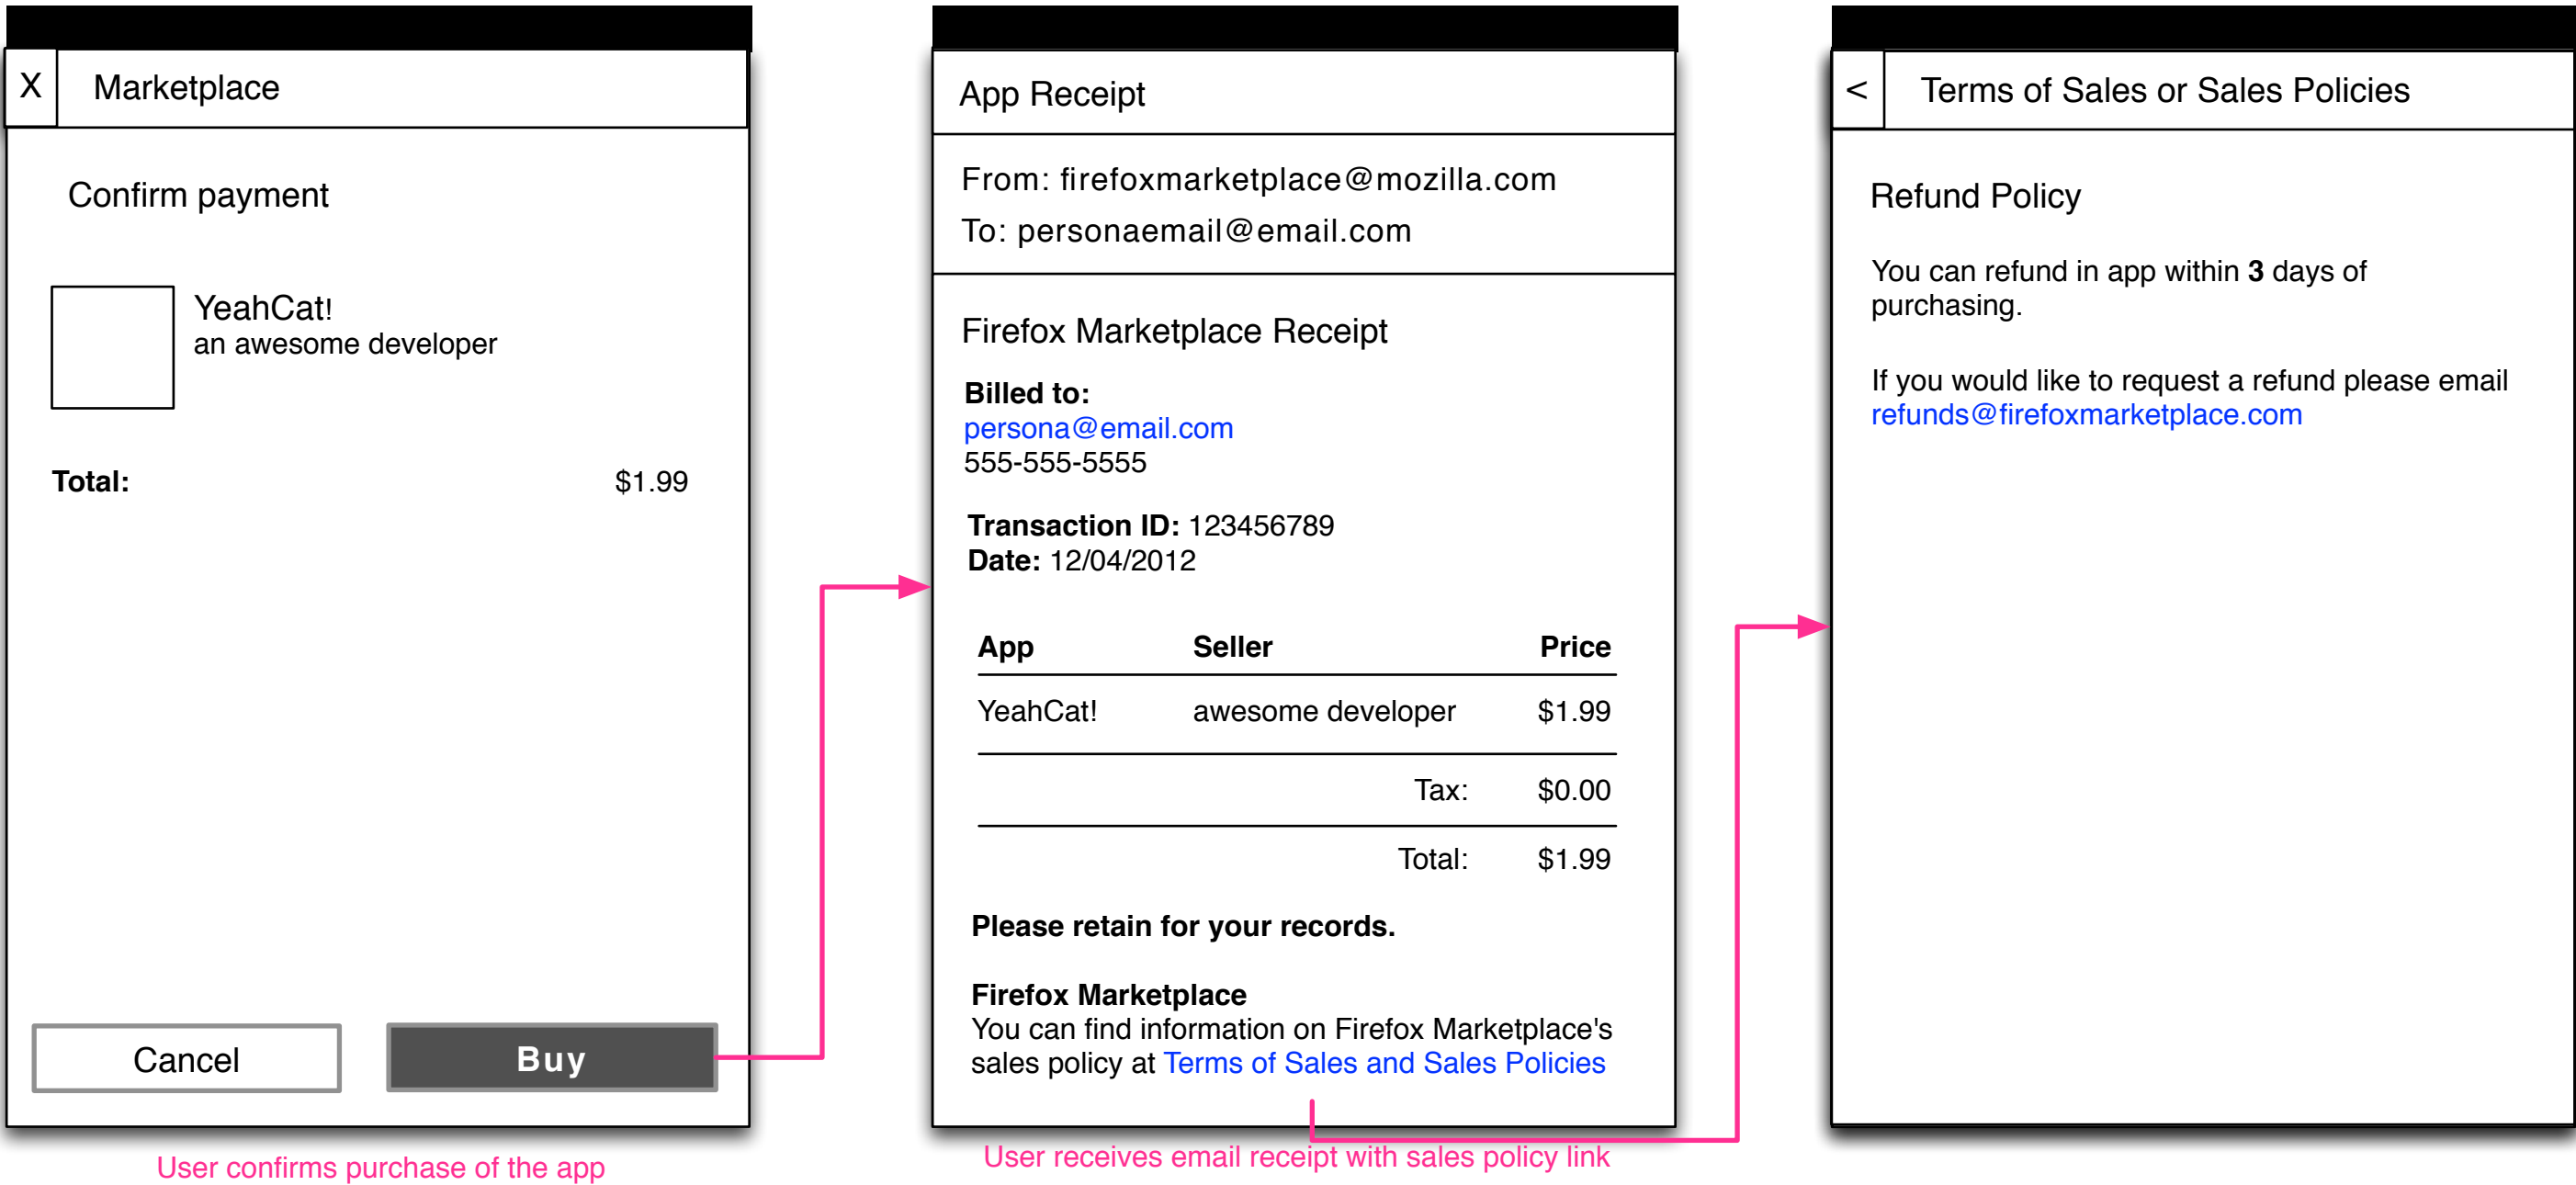 X Marketplace
Confirm payment
YeahCat!
an awesome developer
Total: $1.99
Cancel Buy
User confirms purchase of the app
App Receipt
From: firefoxmarketplace@mozilla.com
To: personaemail@email.com
Firefox Marketplace Receipt
Billed to:
persona@email.com
555-555-5555
Transaction ID: 123456789
Date: 12/04/2012
App Seller Price
YeahCat! awesome developer $1.99
Tax: $0.00
Total: $1.99
Please retain for your records.
Firefox Marketplace
You can find information on Firefox Marketplace's
sales policy at Terms of Sales and Sales Policies
User receives email receipt with sales policy link
< Terms of Sales or Sales Policies
Refund Policy
You can refund in app within 3 days of
purchasing.
If you would like to request a refund please email
refunds@firefoxmarketplace.com